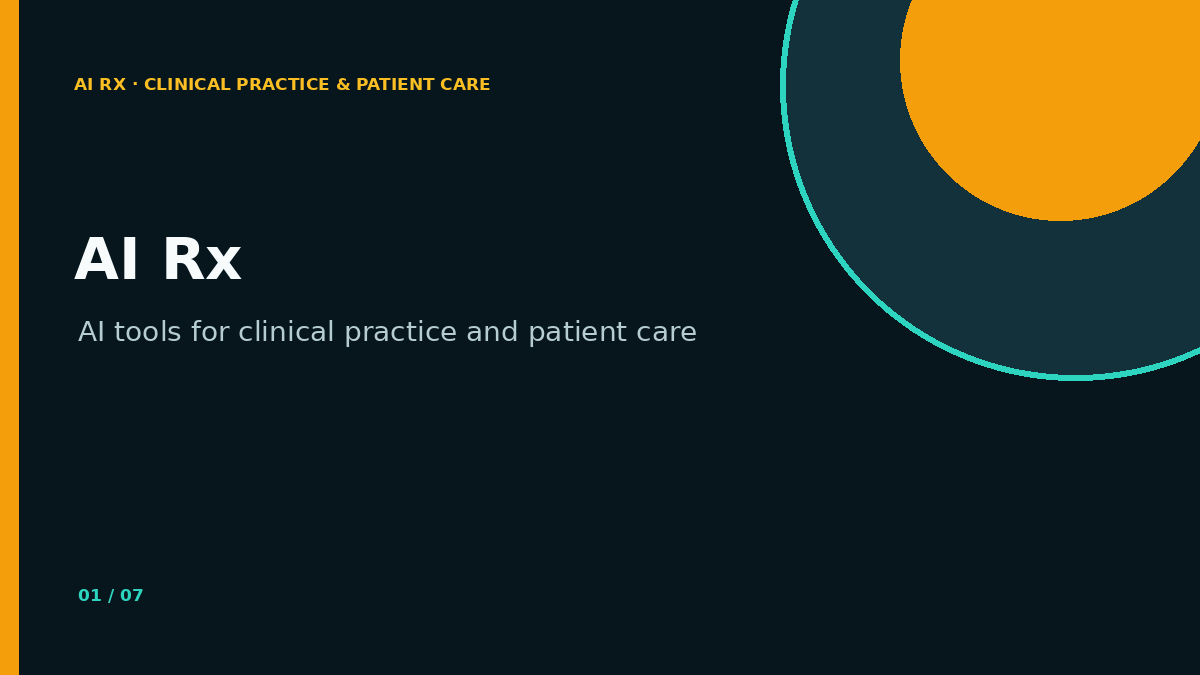 AI RX · CLINICAL PRACTICE & PATIENT CARE
AI Rx
AI tools for clinical practice and patient care
01 / 07